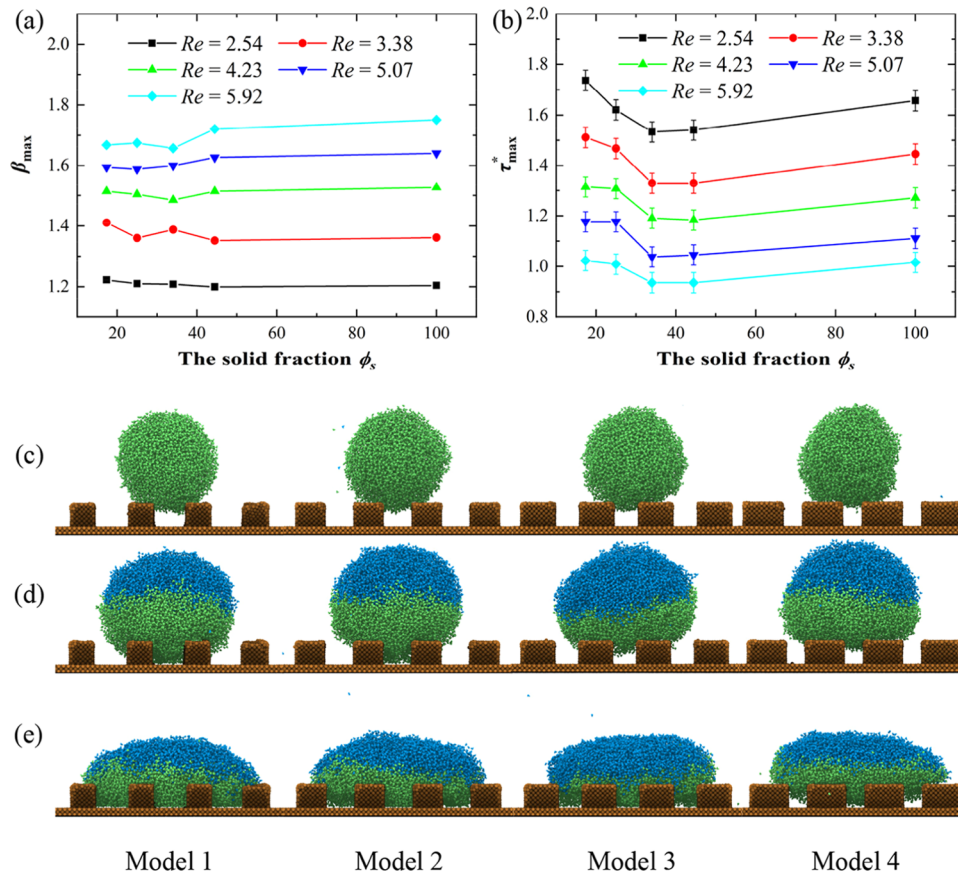 (a)
2.0
1.8
1.6
1.4
1.2
β_max
Re = 2.54
Re = 3.38
Re = 4.23
Re = 5.07
Re = 5.92
20
40
60
80
100
The solid fraction ϕ_s
(b)
2.0
1.8
1.6
1.4
1.2
1.0
0.8
τ*_max
Re = 2.54
Re = 3.38
Re = 4.23
Re = 5.07
Re = 5.92
20
40
60
80
100
The solid fraction ϕ_s
(c)
(d)
(e)
Model 1
Model 2
Model 3
Model 4